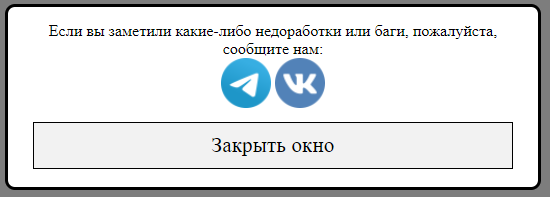 Если вы заметили какие-либо недоработки или баги, пожалуйста,
сообщите нам:
Закрыть окно